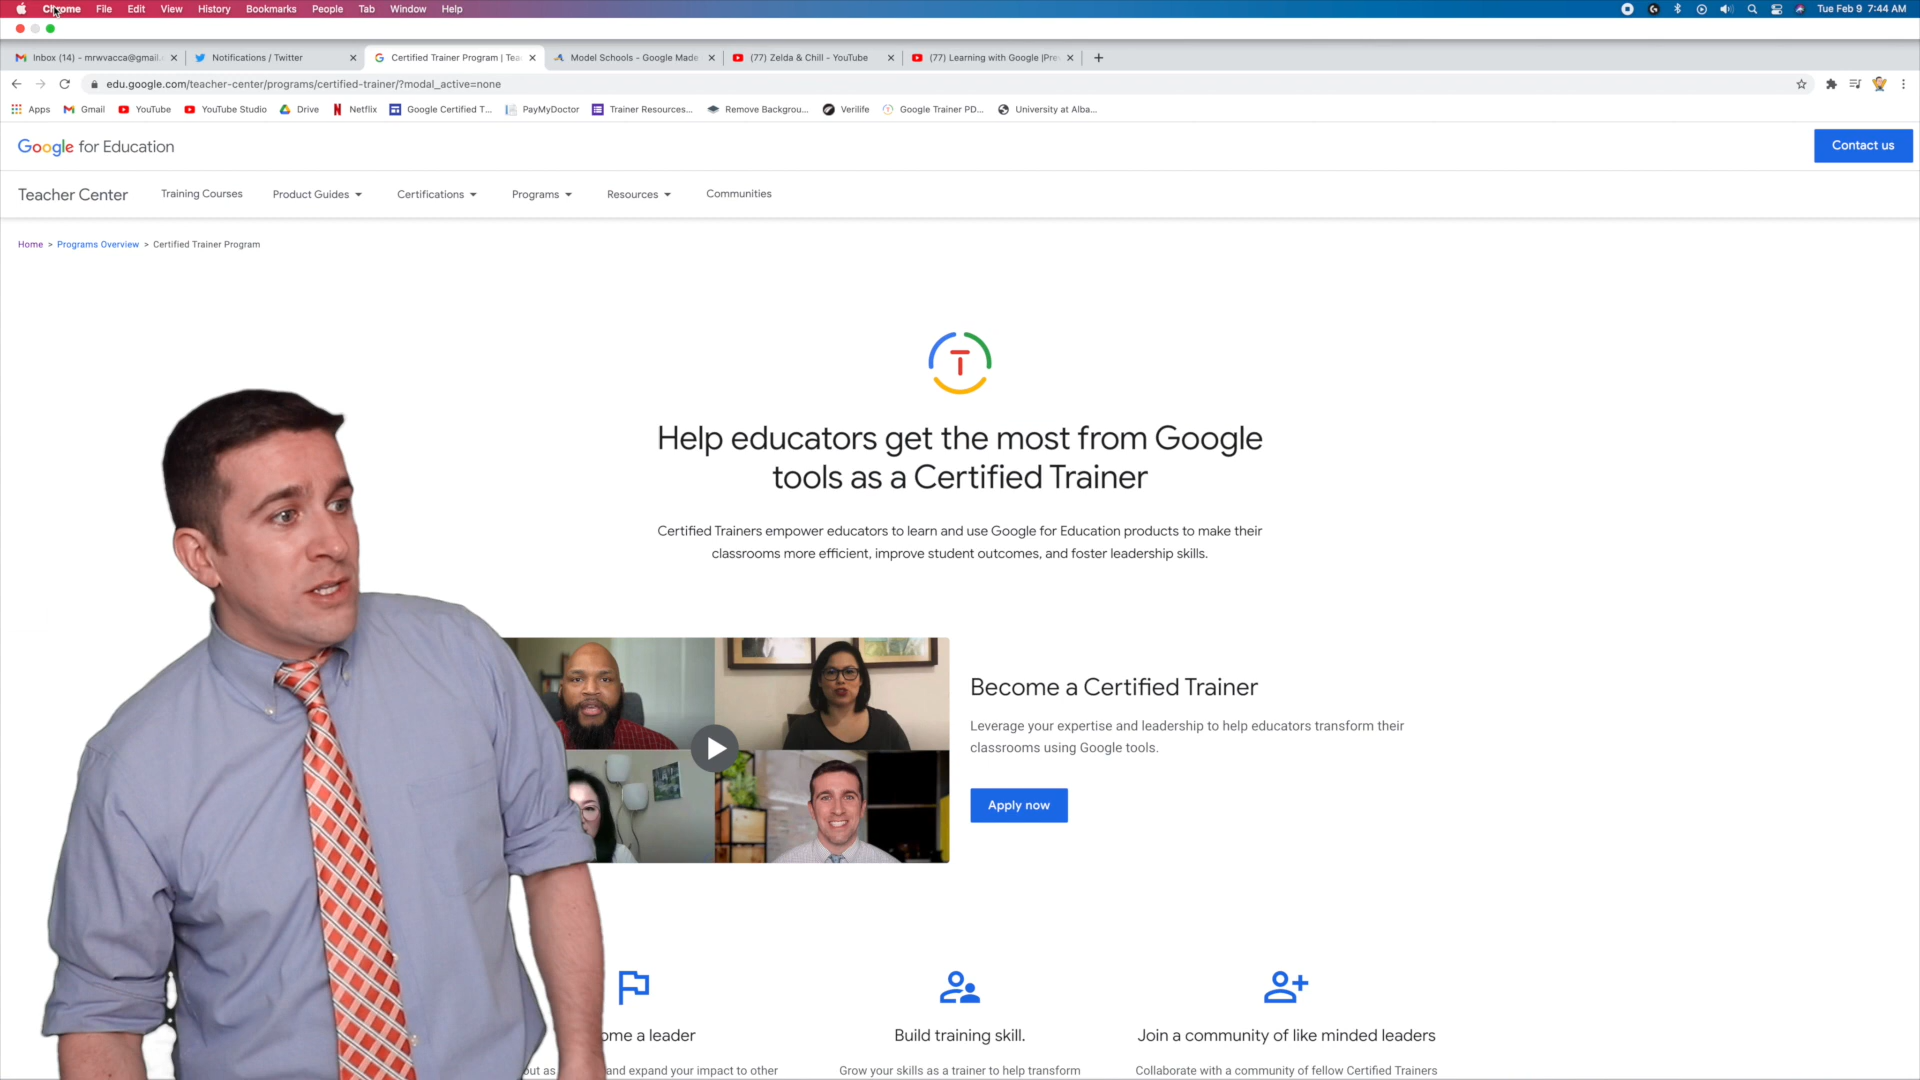 Chrome File Edit View History Bookmarks People Tab Window Help Tue Feb 9 7:44 AM
Inbox (14) - mrwvacca@gmail. Notifications / Twitter Certified Trainer Program | Tea Model Schools - Google Made (77) Zelda & Chill - YouTube (77) Learning with Google |Pre
edu.google.com/teacher-center/programs/certified-trainer/?modal_active=none
Apps Gmail YouTube YouTube Studio Drive Netflix Google Certified T... PayMyDoctor Trainer Resources... Remove Backgrou... Verilife Google Trainer PD... University at Alba...
Google for Education Contact us
Teacher Center Training Courses Product Guides Certifications Programs Resources Communities
Home > Programs Overview > Certified Trainer Program
T
Help educators get the most from Google
tools as a Certified Trainer
Certified Trainers empower educators to learn and use Google for Education products to make their
classrooms more efficient, improve student outcomes, and foster leadership skills.
Become a Certified Trainer
Leverage your expertise and leadership to help educators transform their
classrooms using Google tools.
Apply now
ome a leader Build training skill. Join a community of like minded leaders
out as and expand your impact to other Grow your skills as a trainer to help transform Collaborate with a community of fellow Certified Trainers